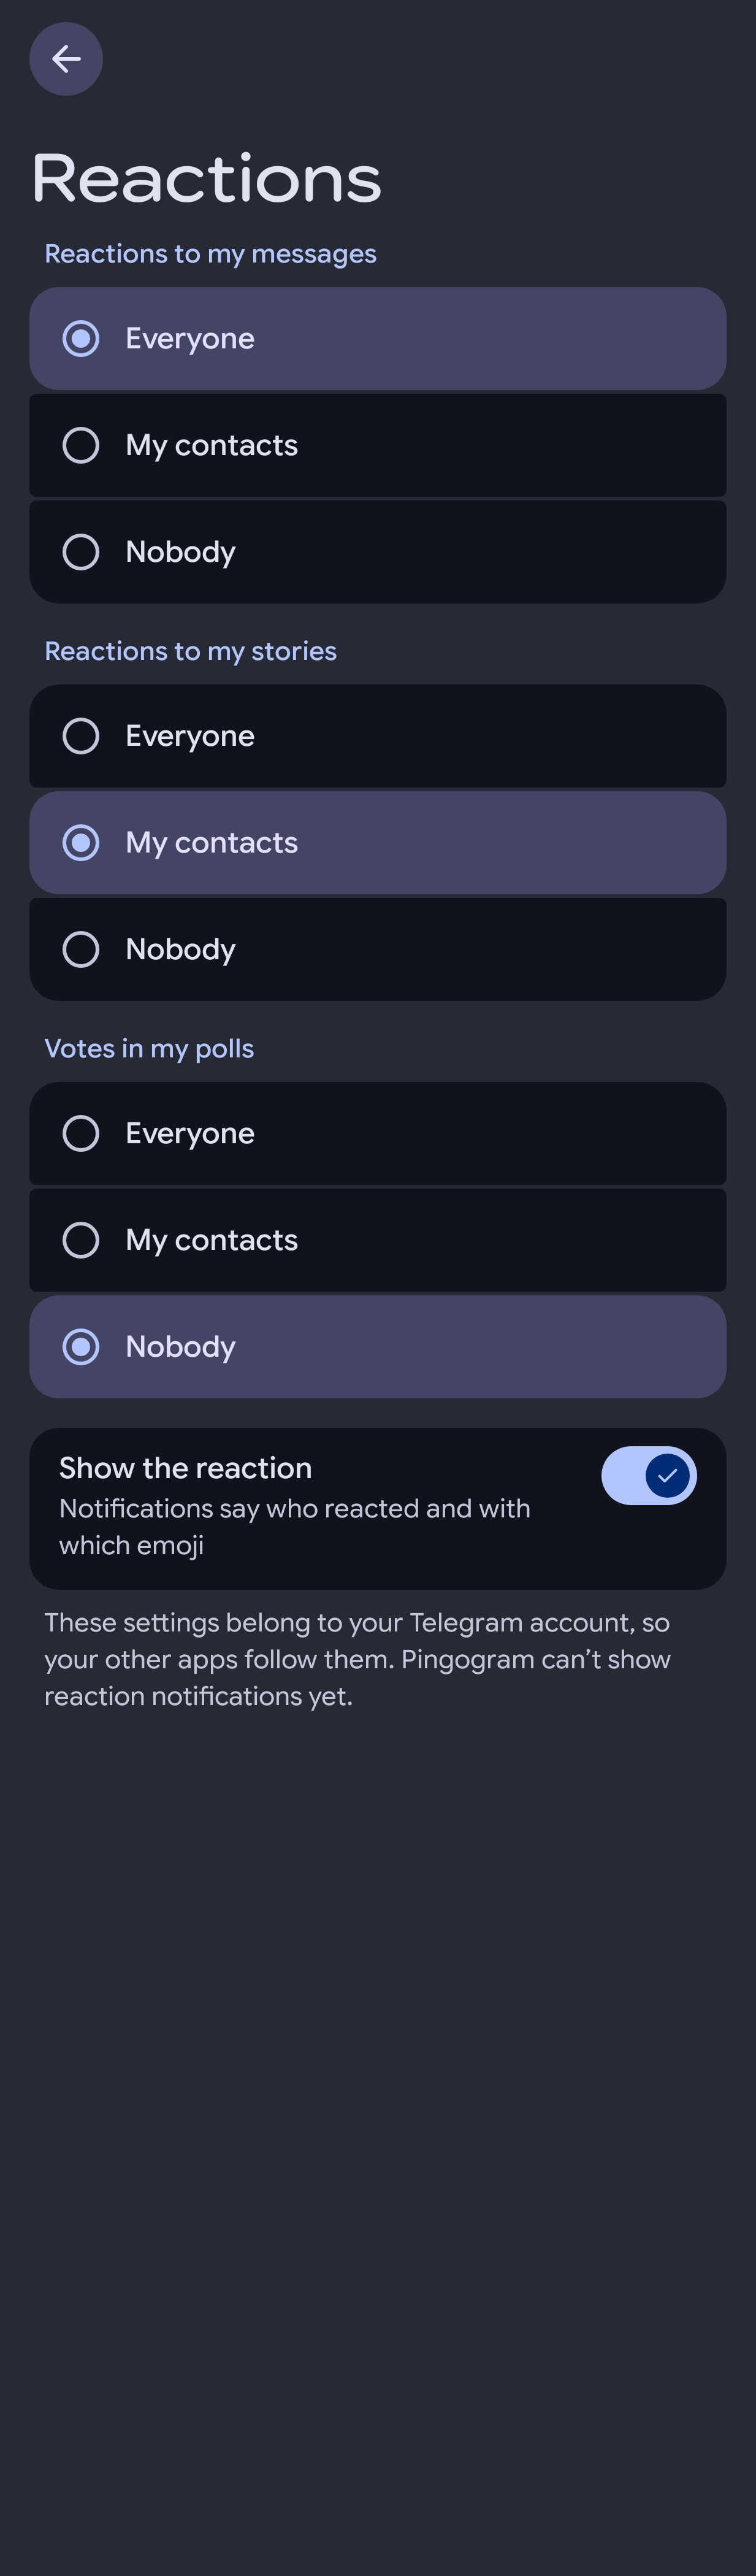 Reactions
Reactions to my messages
Everyone
My contacts
Nobody
Reactions to my stories
Everyone
My contacts
Nobody
Votes in my polls
Everyone
My contacts
Nobody
Show the reaction
Notifications say who reacted and with
which emoji
These settings belong to your Telegram account, so
your other apps follow them. Pingogram can’t show
reaction notifications yet.